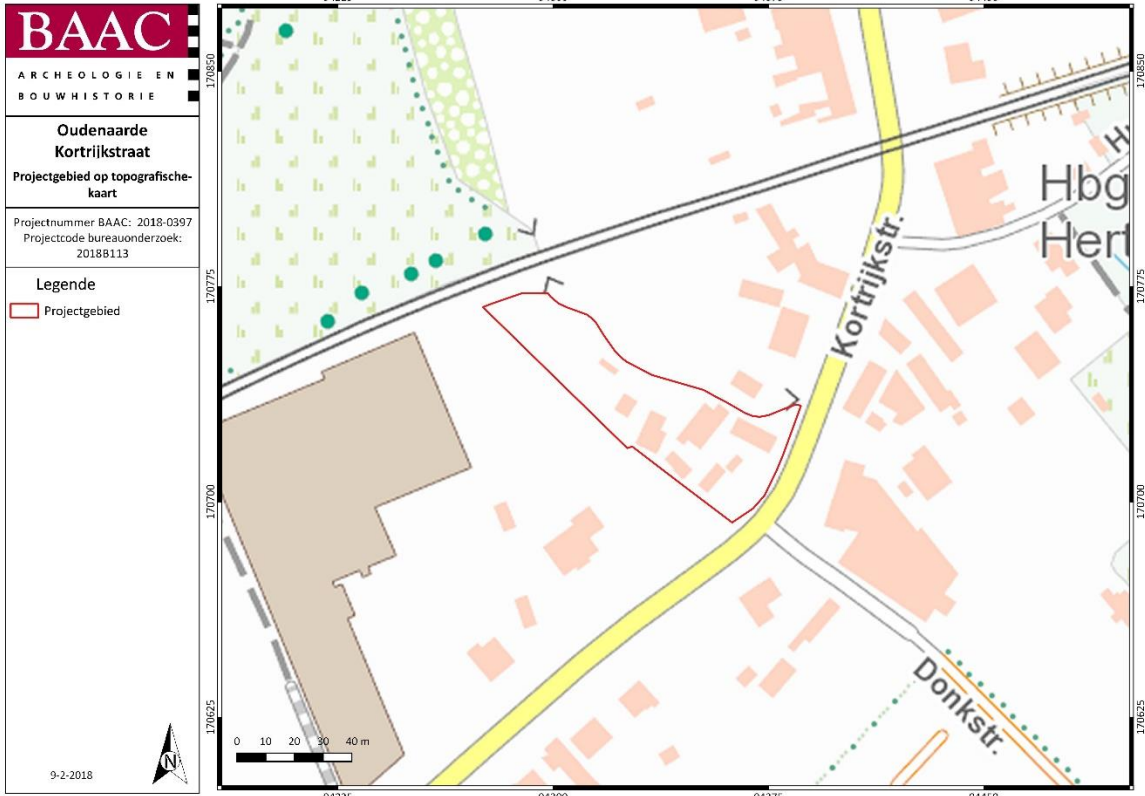 BAAC
ARCHEOLOGIE EN
BOUWHISTORIE
Oudenaarde
Kortrijkstraat
Projectgebied op topografische-
kaart
Projectnummer BAAC: 2018-0397
Projectcode bureauonderzoek:
2018B113
Legende
Projectgebied
9-2-2018
N
170850
170775
170700
170625
0 10 20 30 40 m
Kortrijkstr.
Donkstr.
Hbg
Hert
170850
170775
170700
170625